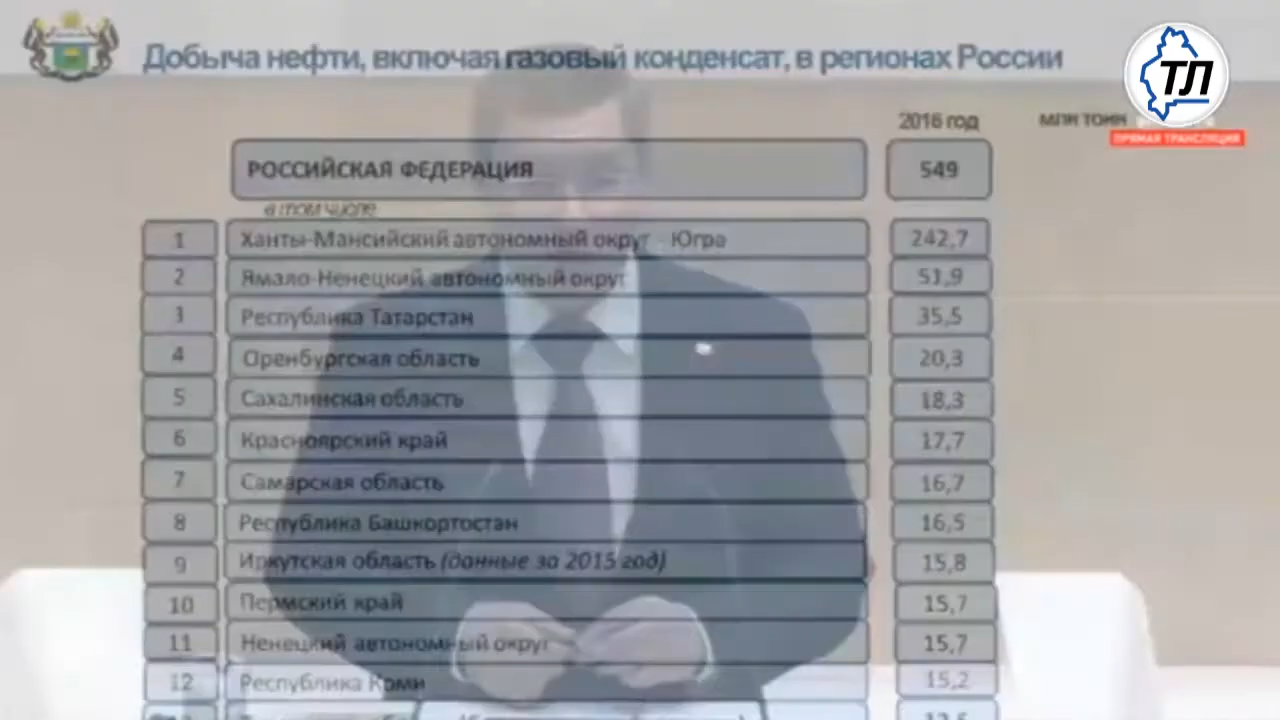 Добыча нефти, включая газовый конденсат, в регионах России
ТЛ
ПРЯМАЯ ТРАНСЛЯЦИЯ
2016 год млн тонн
РОССИЙСКАЯ ФЕДЕРАЦИЯ 549
в том числе
1 Ханты-Мансийский автономный округ - Югра 242,7
2 Ямало-Ненецкий автономный округ 51,9
3 Республика Татарстан 35,5
4 Оренбургская область 20,3
5 Сахалинская область 18,3
6 Красноярский край 17,7
7 Самарская область 16,7
8 Республика Башкортостан 16,5
9 Иркутская область (данные за 2015 год) 15,8
10 Пермский край 15,7
11 Ненецкий автономный округ 15,7
12 Республика Коми 15,2